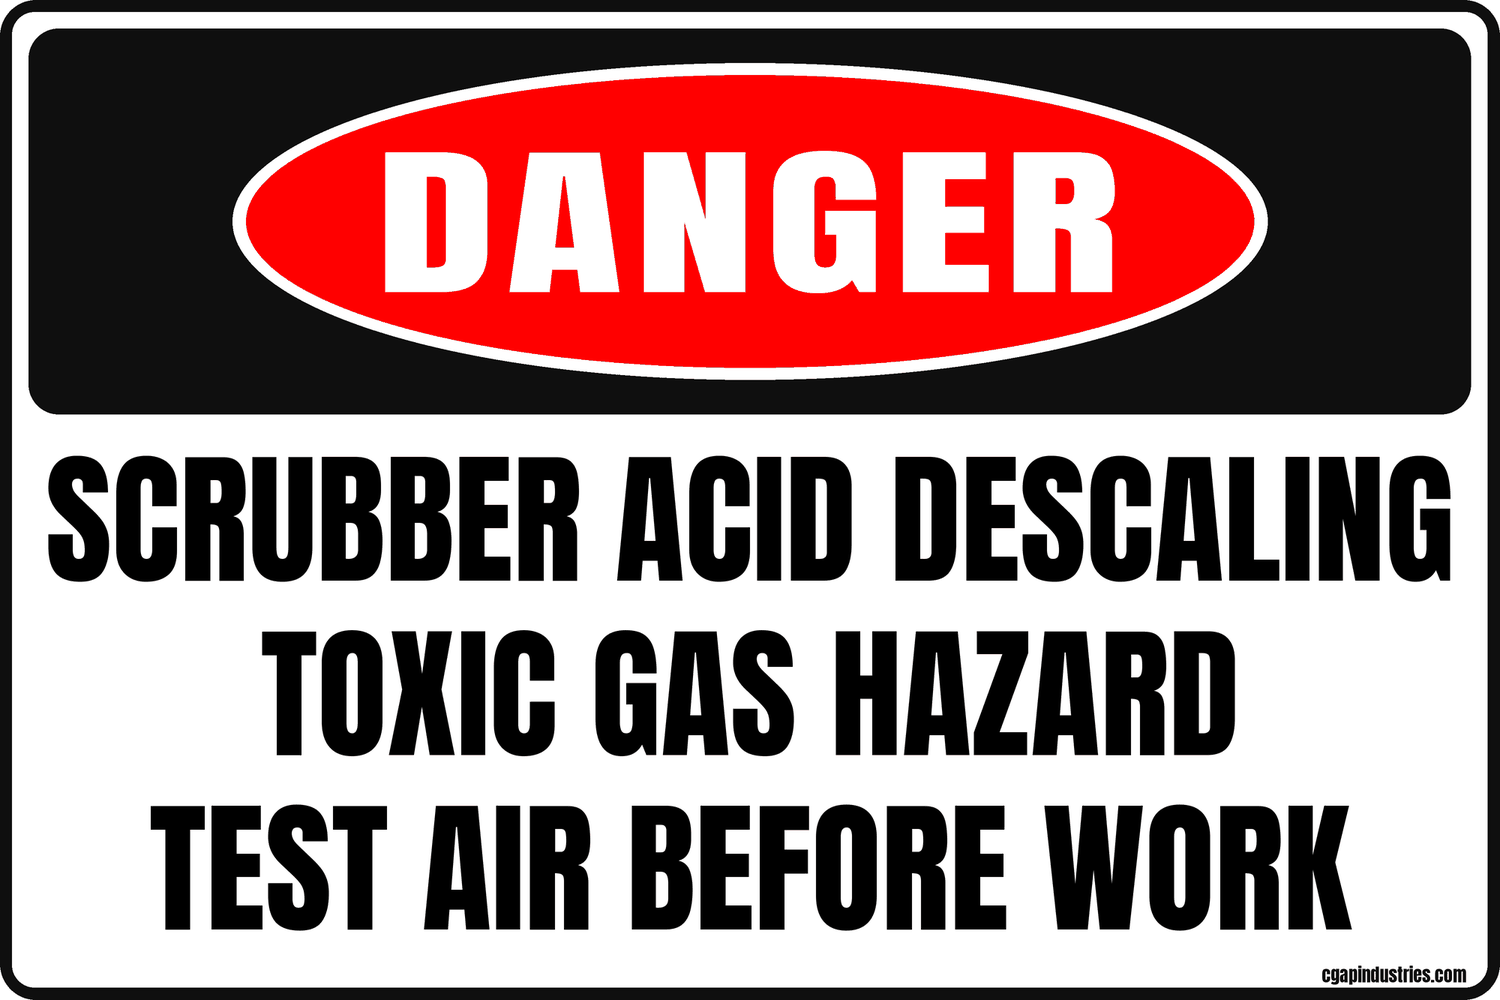 DANGER
SCRUBBER ACID DESCALING
TOXIC GAS HAZARD
TEST AIR BEFORE WORK
cgapindustries.com